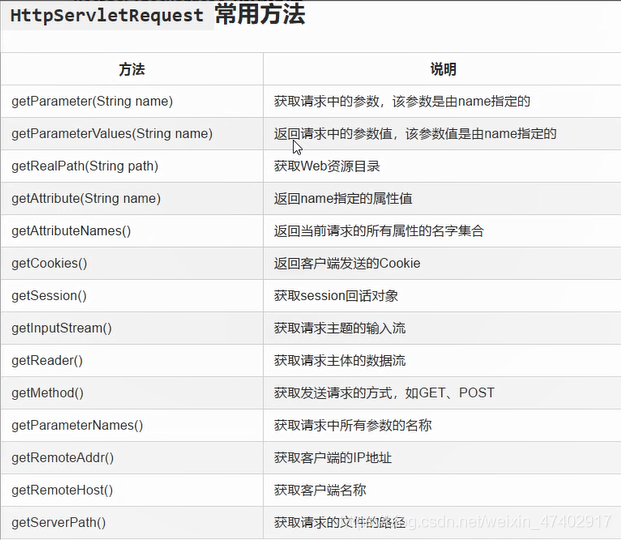 HttpServletRequest 常用方法
方法 说明
getParameter(String name) 获取请求中的参数，该参数是由name指定的
getParameterValues(String name) 返回请求中的参数值，该参数值是由name指定的
getRealPath(String path) 获取Web资源目录
getAttribute(String name) 返回name指定的属性值
getAttributeNames() 返回当前请求的所有属性的名字集合
getCookies() 返回客户端发送的Cookie
getSession() 获取session回话对象
getInputStream() 获取请求主题的输入流
getReader() 获取请求主体的数据流
getMethod() 获取发送请求的方式，如GET、POST
getParameterNames() 获取请求中所有参数的名称
getRemoteAddr() 获取客户端的IP地址
getRemoteHost() 获取客户端名称
getServerPath() 获取请求的文件的路径
csdn.net/weixin_47402917